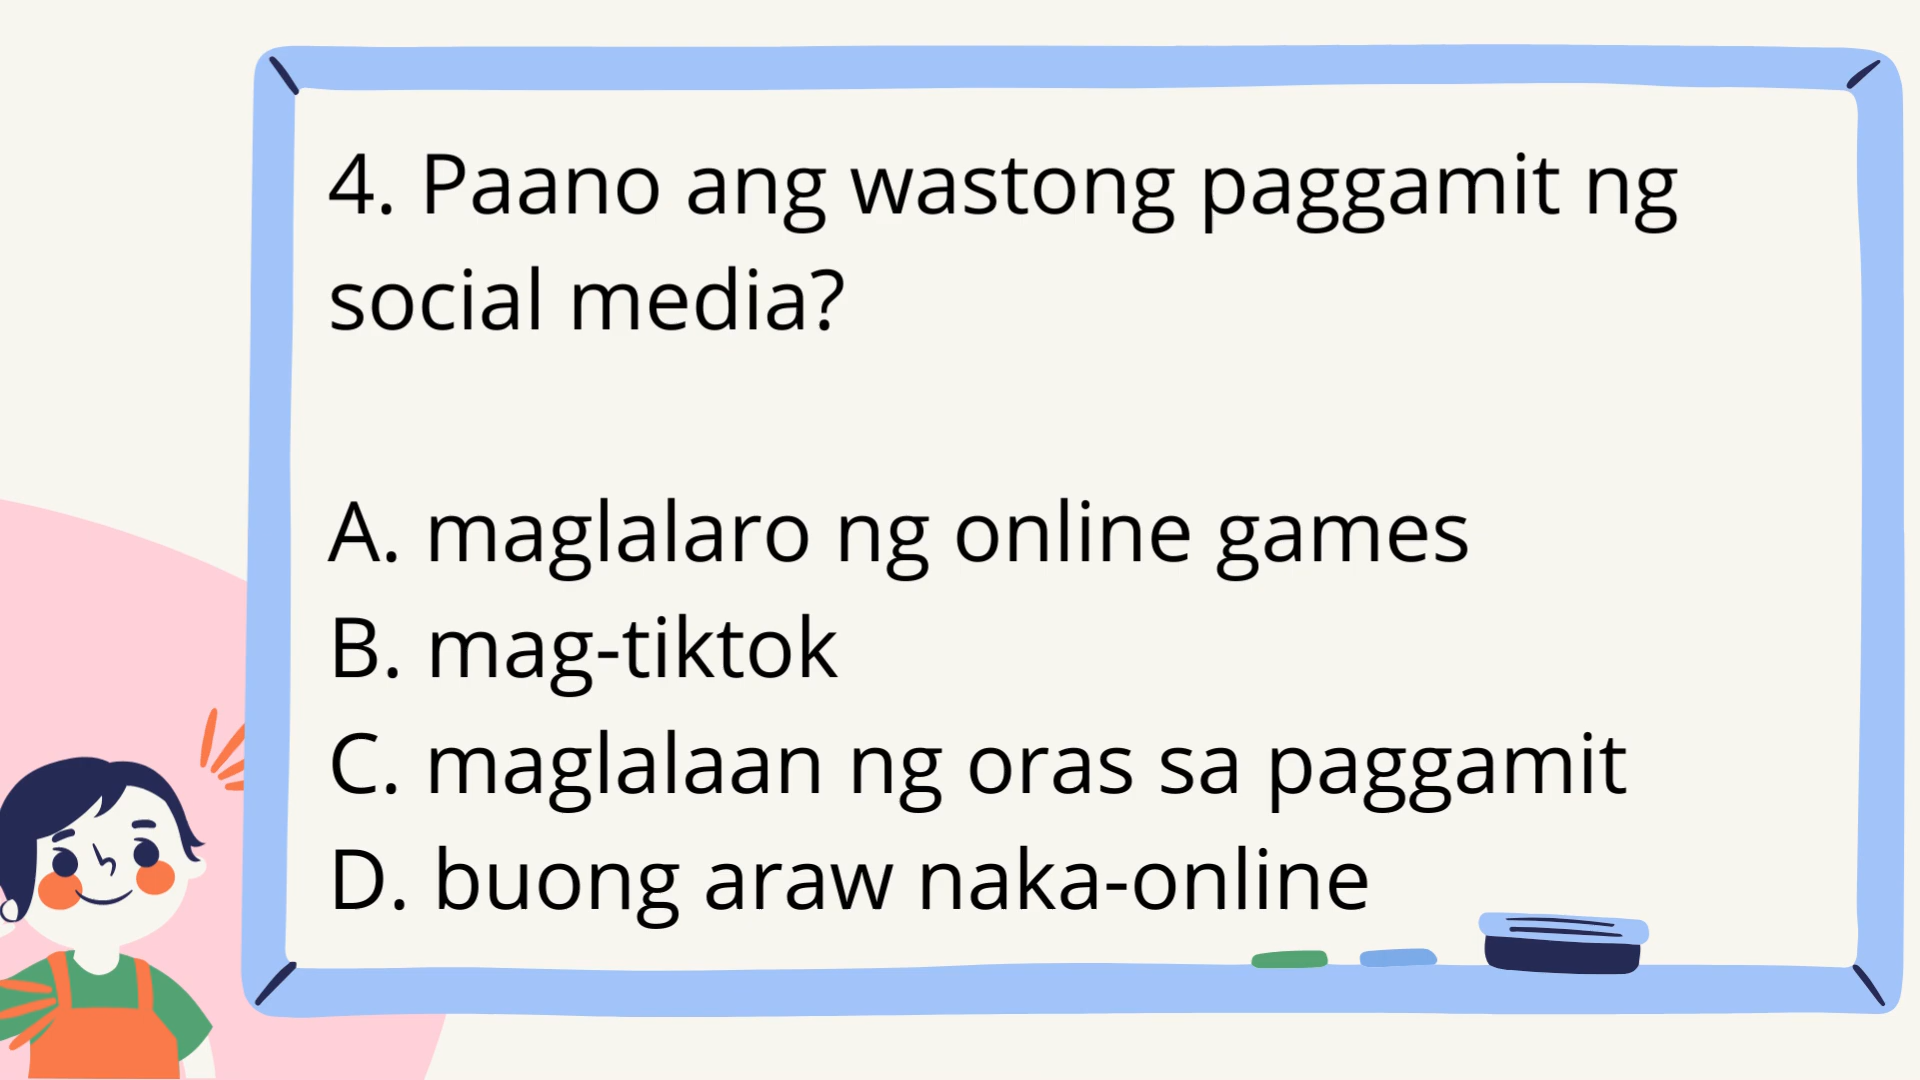 4. Paano ang wastong paggamit ng
social media?
A. maglalaro ng online games
B. mag-tiktok
C. maglalaan ng oras sa paggamit
D. buong araw naka-online